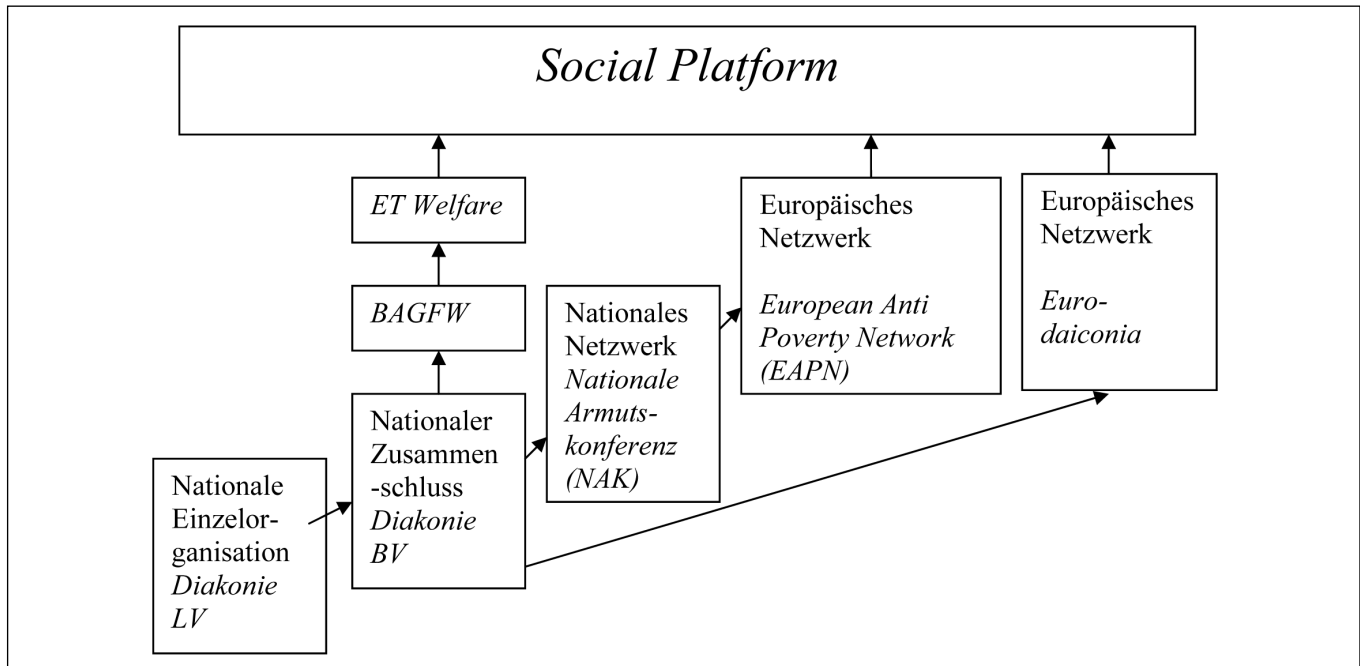 Social Platform
ET Welfare
BAGFW
Nationaler
Zusammen
-schluss
Diakonie
BV
Nationale
Einzelor-
ganisation
Diakonie
LV
Nationales
Netzwerk
Nationale
Armuts-
konferenz
(NAK)
Europäisches
Netzwerk
European Anti
Poverty Network
(EAPN)
Europäisches
Netzwerk
Euro-
daiconia